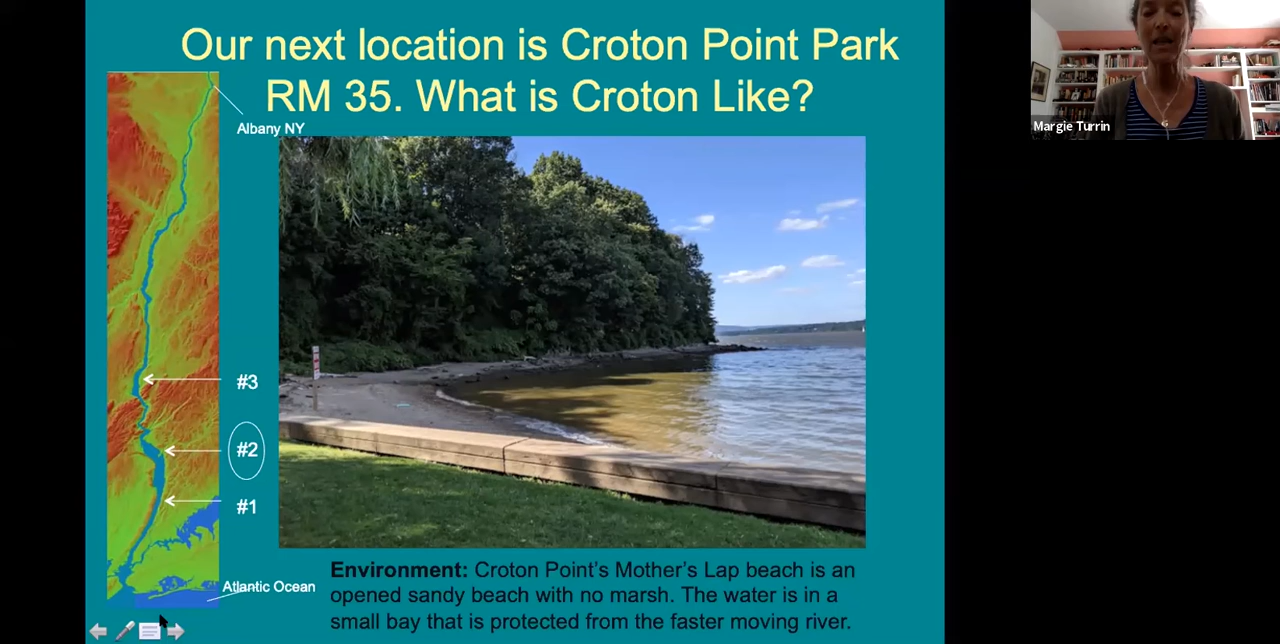 Our next location is Croton Point Park
RM 35. What is Croton Like?
Albany NY
#3
#2
#1
Atlantic Ocean
Environment: Croton Point's Mother's Lap beach is an
opened sandy beach with no marsh. The water is in a
small bay that is protected from the faster moving river.
Margie Turrin